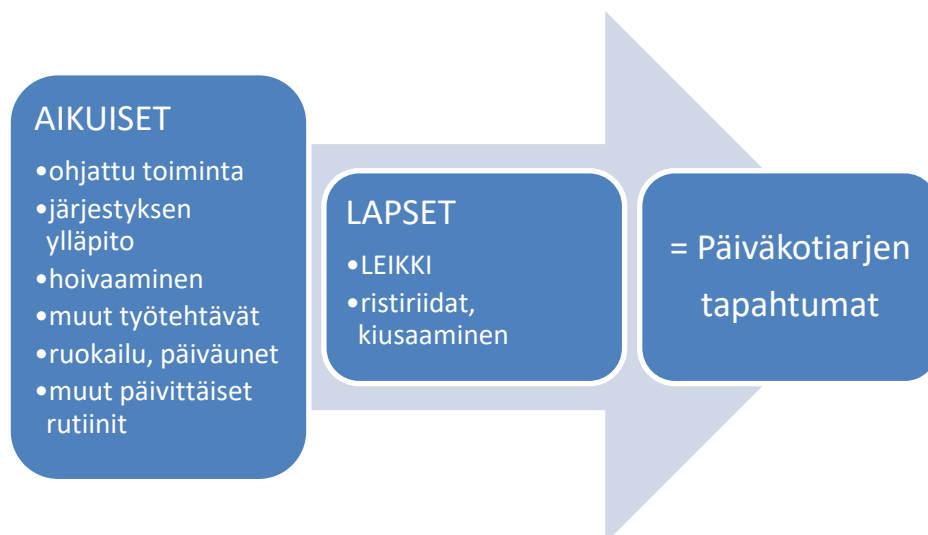 AIKUISET
•ohjattu toiminta
•järjestyksen
ylläpito
•hoivaaminen
•muut työtehtävät
•ruokailu, päiväunet
•muut päivittäiset
rutiinit
LAPSET
•LEIKKI
•ristiriidat,
kiusaaminen
= Päiväkotiarjen
tapahtumat